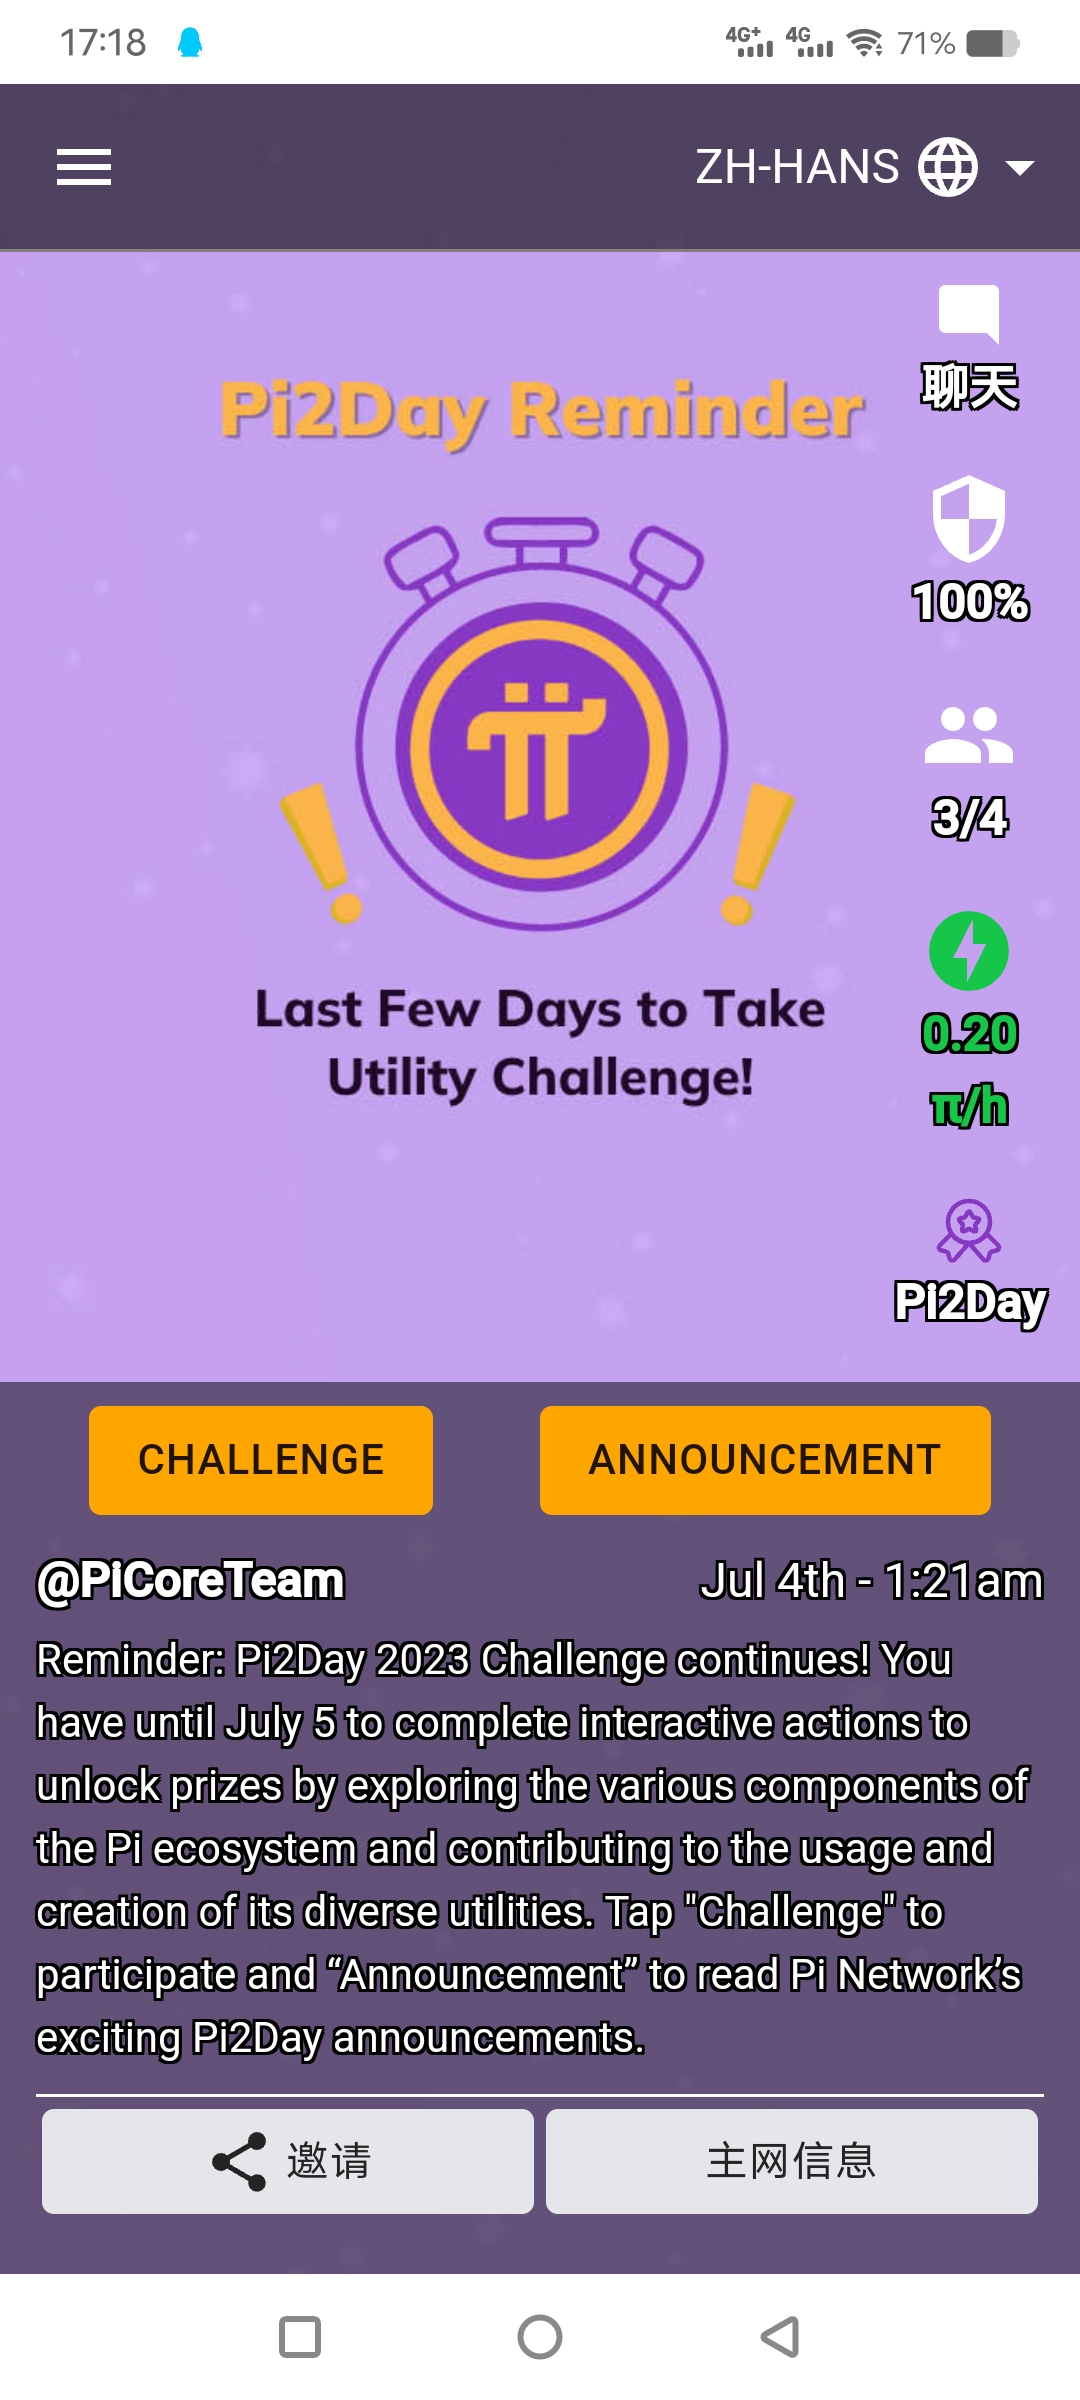 17:18
4G+ 4G 71%
ZH-HANS
聊天
Pi2Day Reminder
100%
3/4
Last Few Days to Take
Utility Challenge!
0.20
π/h
Pi2Day
CHALLENGE
ANNOUNCEMENT
@PiCoreTeam
Jul 4th - 1:21am
Reminder: Pi2Day 2023 Challenge continues! You
have until July 5 to complete interactive actions to
unlock prizes by exploring the various components of
the Pi ecosystem and contributing to the usage and
creation of its diverse utilities. Tap "Challenge" to
participate and “Announcement” to read Pi Network’s
exciting Pi2Day announcements.
邀请
主网信息